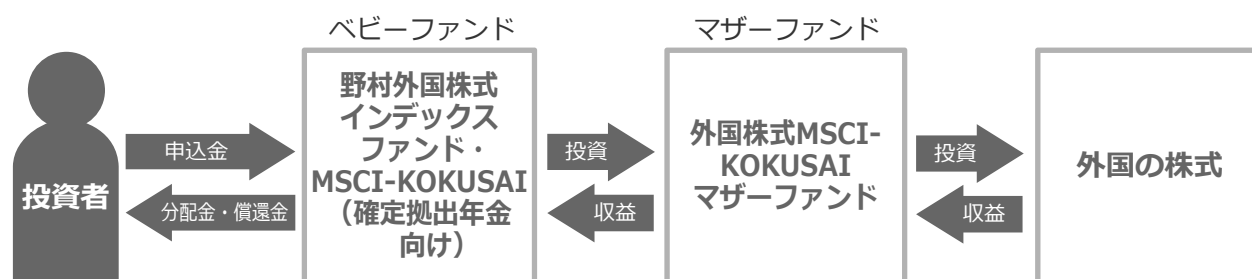 ベビーファンド
マザーファンド
投資者
申込金
分配金・償還金
野村外国株式
インデックス
ファンド・
MSCI-KOKUSAI
（確定拠出年金
向け）
投資
収益
外国株式MSCI-
KOKUSAI
マザーファンド
投資
収益
外国の株式